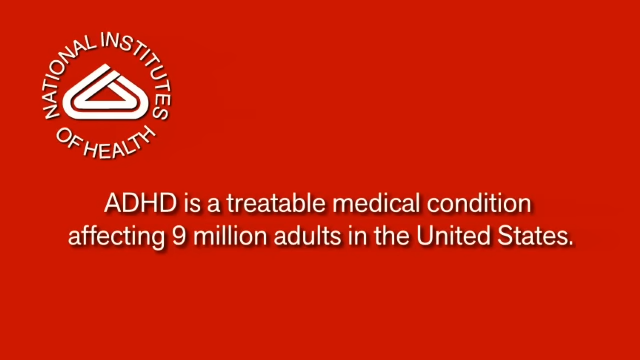 NATIONAL INSTITUTES
OF HEALTH
ADHD is a treatable medical condition
affecting 9 million adults in the United States.